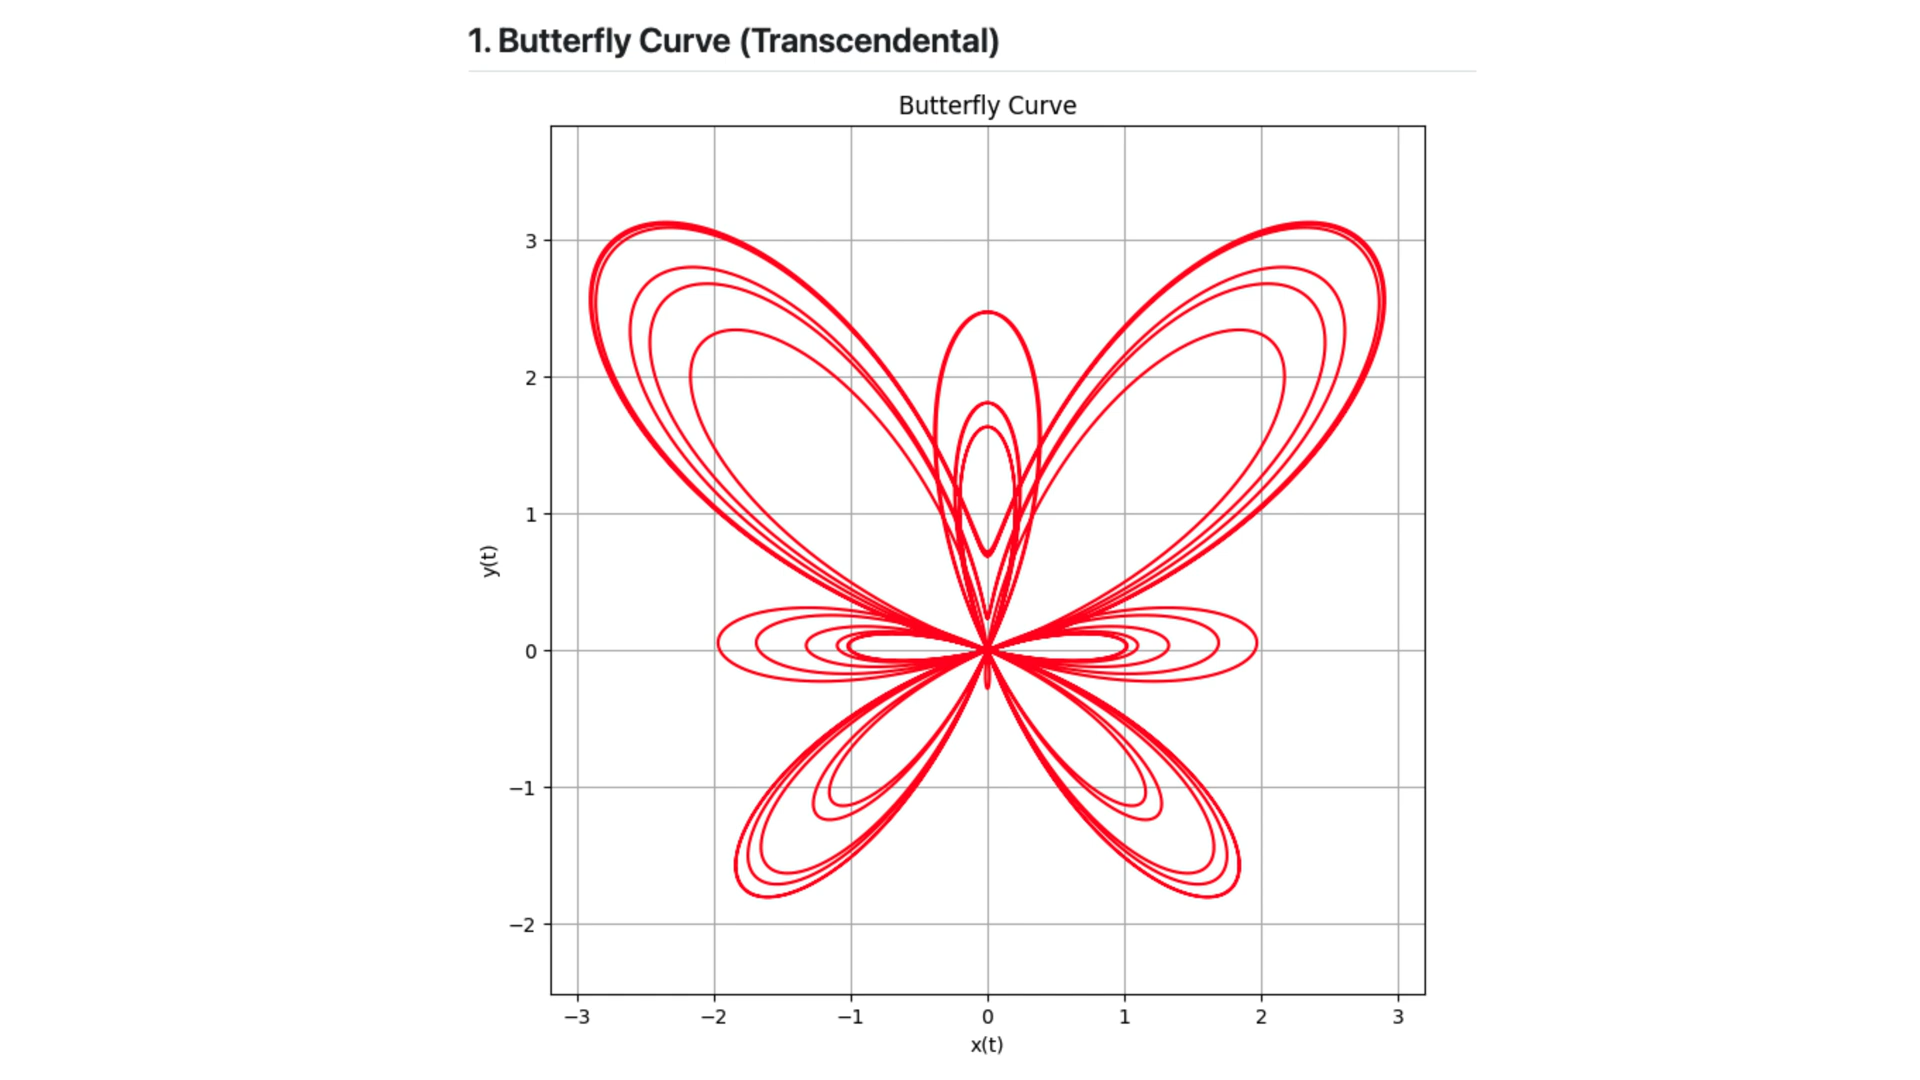 1. Butterfly Curve (Transcendental)
Butterfly Curve
3
2
1
0
−1
−2
y(t)
−3 −2 −1 0 1 2 3
x(t)